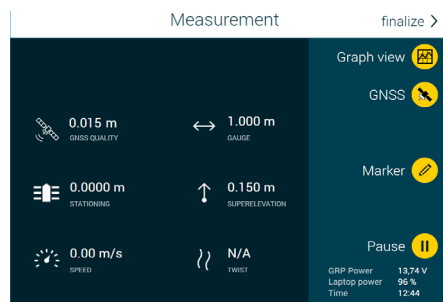 Measurement
finalize >
Graph view
GNSS
0.015 m
GNSS QUALITY
1.000 m
GAUGE
Marker
0.0000 m
STATIONING
0.150 m
SUPERELEVATION
Pause
0.00 m/s
SPEED
N/A
TWIST
GRP Power 13,74 V
Laptop power 96 %
Time 12:44